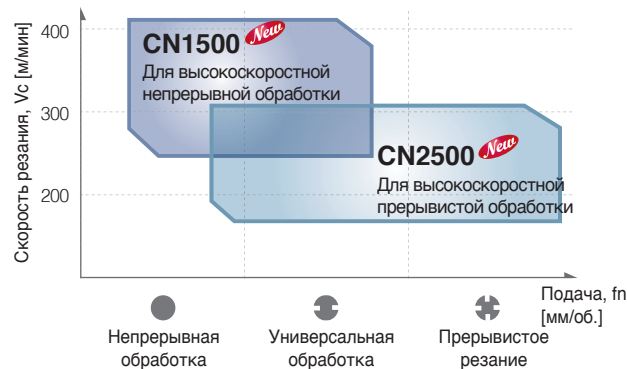 Скорость резания, Vc [м/мин]
400
300
200
100
CN1500 New
Для высокоскоростной
непрерывной обработки
CN2500 New
Для высокоскоростной
прерывистой обработки
Подача, fn
[мм/об.]
Непрерывная
обработка
Универсальная
обработка
Прерывистое
резание